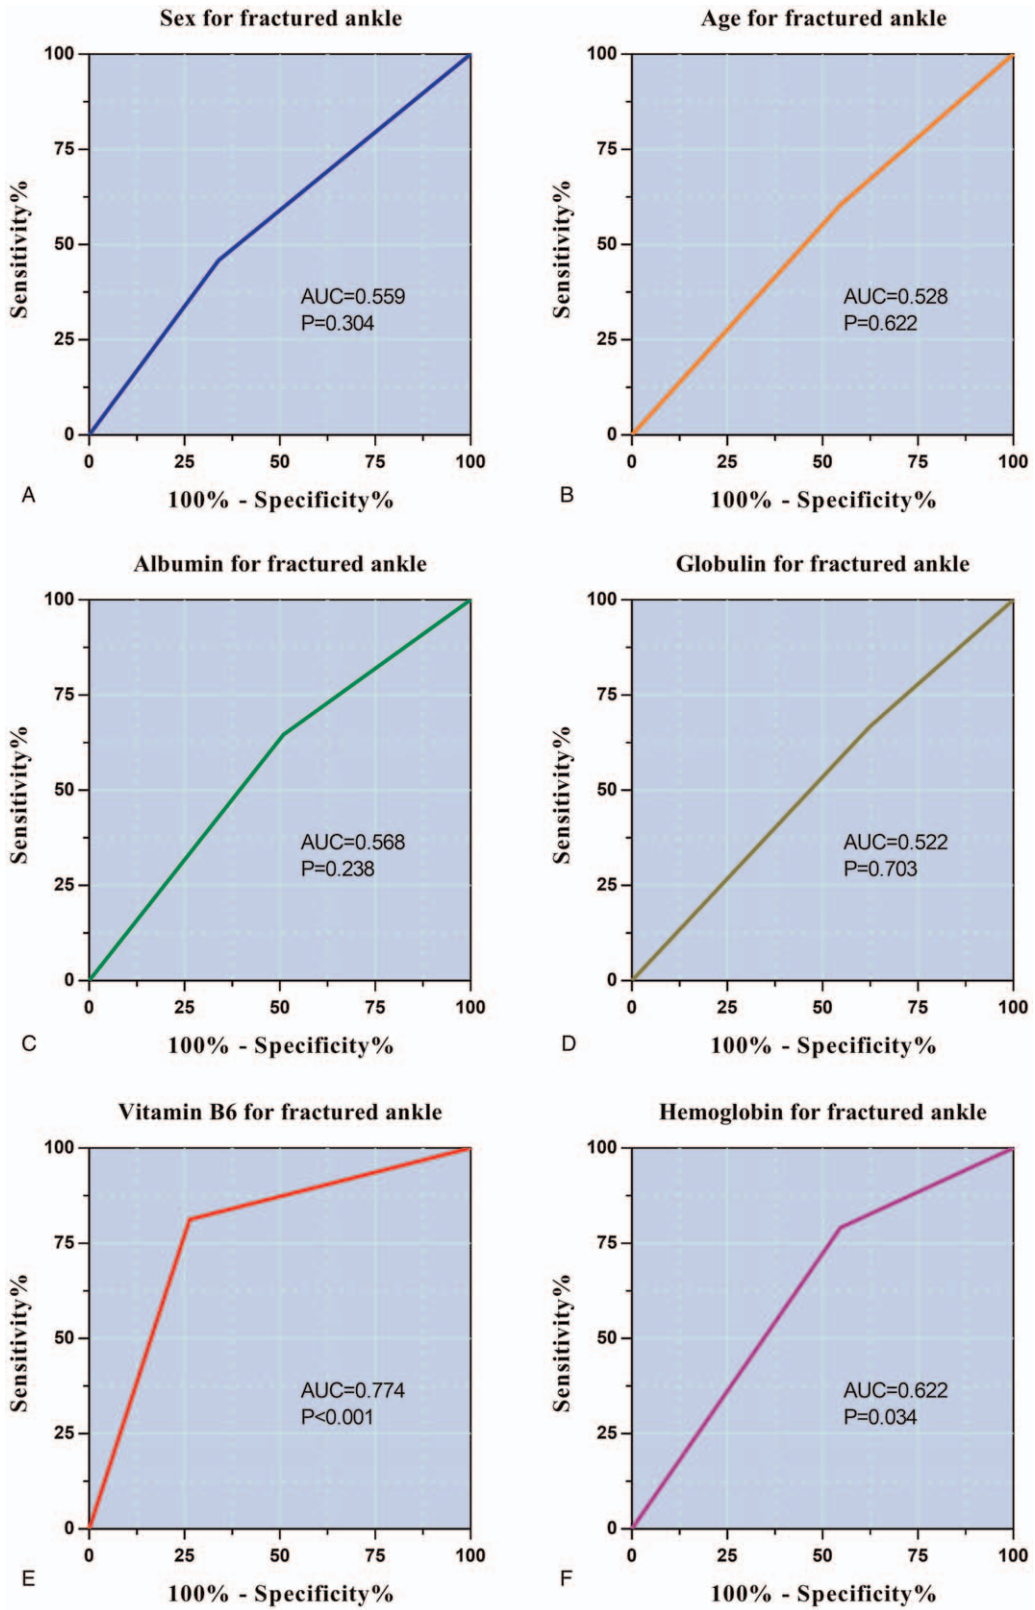 Sex for fractured ankle
100
75
50
25
0
Sensitivity%
AUC=0.559
P=0.304
0 25 50 75 100
A
100% - Specificity%
Age for fractured ankle
100
75
50
25
0
Sensitivity%
AUC=0.528
P=0.622
0 25 50 75 100
B
100% - Specificity%
Albumin for fractured ankle
100
75
50
25
0
Sensitivity%
AUC=0.568
P=0.238
0 25 50 75 100
C
100% - Specificity%
Globulin for fractured ankle
100
75
50
25
0
Sensitivity%
AUC=0.522
P=0.703
0 25 50 75 100
D
100% - Specificity%
Vitamin B6 for fractured ankle
100
75
50
25
0
Sensitivity%
AUC=0.774
P<0.001
0 25 50 75 100
E
100% - Specificity%
Hemoglobin for fractured ankle
100
75
50
25
0
Sensitivity%
AUC=0.622
P=0.034
0 25 50 75 100
F
100% - Specificity%